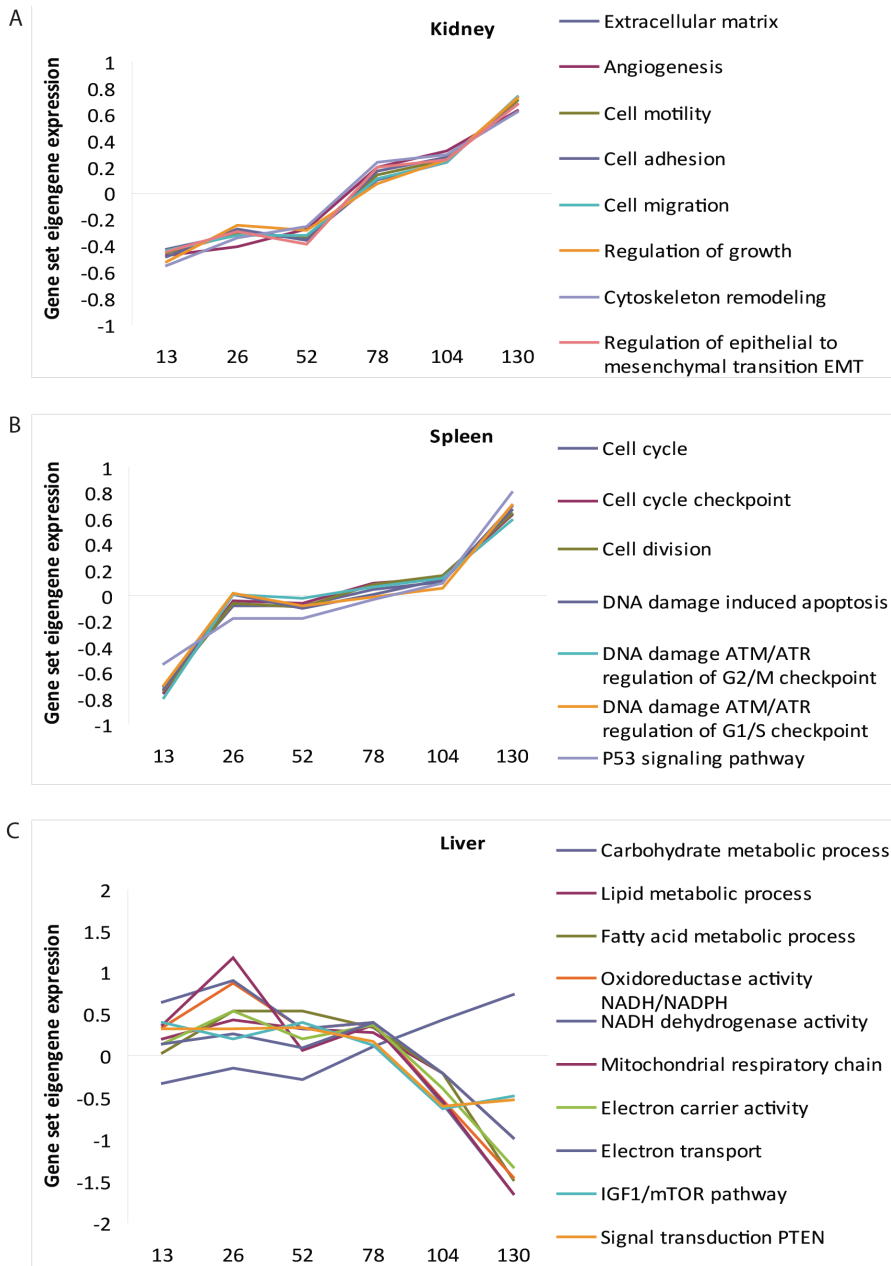 A
Kidney
Gene set eigengene expression
1
0.8
0.6
0.4
0.2
0
-0.2
-0.4
-0.6
-0.8
-1
13 26 52 78 104 130
Extracellular matrix
Angiogenesis
Cell motility
Cell adhesion
Cell migration
Regulation of growth
Cytoskeleton remodeling
Regulation of epithelial to
mesenchymal transition EMT
B
Spleen
Gene set eigengene expression
1
0.8
0.6
0.4
0.2
0
-0.2
-0.4
-0.6
-0.8
-1
13 26 52 78 104 130
Cell cycle
Cell cycle checkpoint
Cell division
DNA damage induced apoptosis
DNA damage ATM/ATR
regulation of G2/M checkpoint
DNA damage ATM/ATR
regulation of G1/S checkpoint
P53 signaling pathway
C
Liver
Gene set eigengene expression
2
1.5
1
0.5
0
-0.5
-1
-1.5
-2
13 26 52 78 104 130
Carbohydrate metabolic process
Lipid metabolic process
Fatty acid metabolic process
Oxidoreductase activity
NADH/NADPH
NADH dehydrogenase activity
Mitochondrial respiratory chain
Electron carrier activity
Electron transport
IGF1/mTOR pathway
Signal transduction PTEN